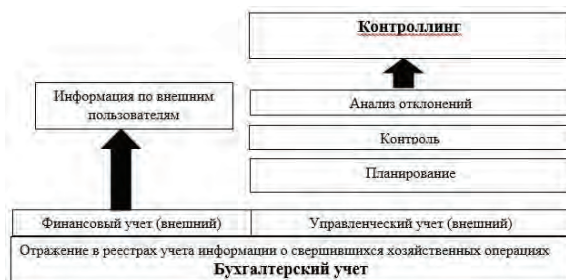 Контроллинг
Информация по внешним
пользователям
Анализ отклонений
Контроль
Планирование
Финансовый учет (внешний)
Управленческий учет (внешний)
Отражение в реестрах учета информации о свершившихся хозяйственных операциях
Бухгалтерский учет